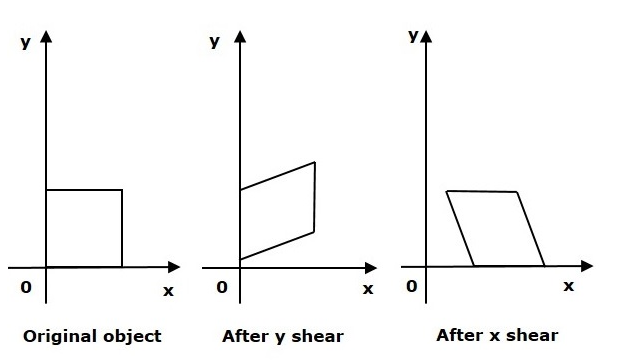 y
0
x
Original object
y
0
x
After y shear
y
0
x
After x shear